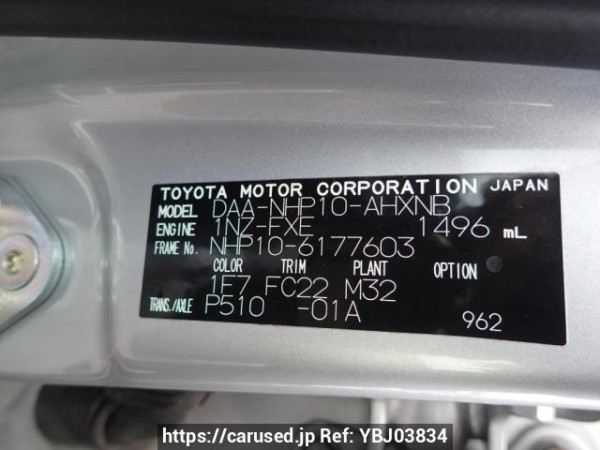 TOYOTA MOTOR CORPORATION JAPAN
MODEL DAA-NHP10-AHXNB
ENGINE 1NZ-FXE 1496 mL
FRAME No. NHP10-6177603
COLOR TRIM PLANT OPTION
1F7 FC22 M32
TRANS./AXLE P510 -01A
962
https://carused.jp Ref: YBJ03834